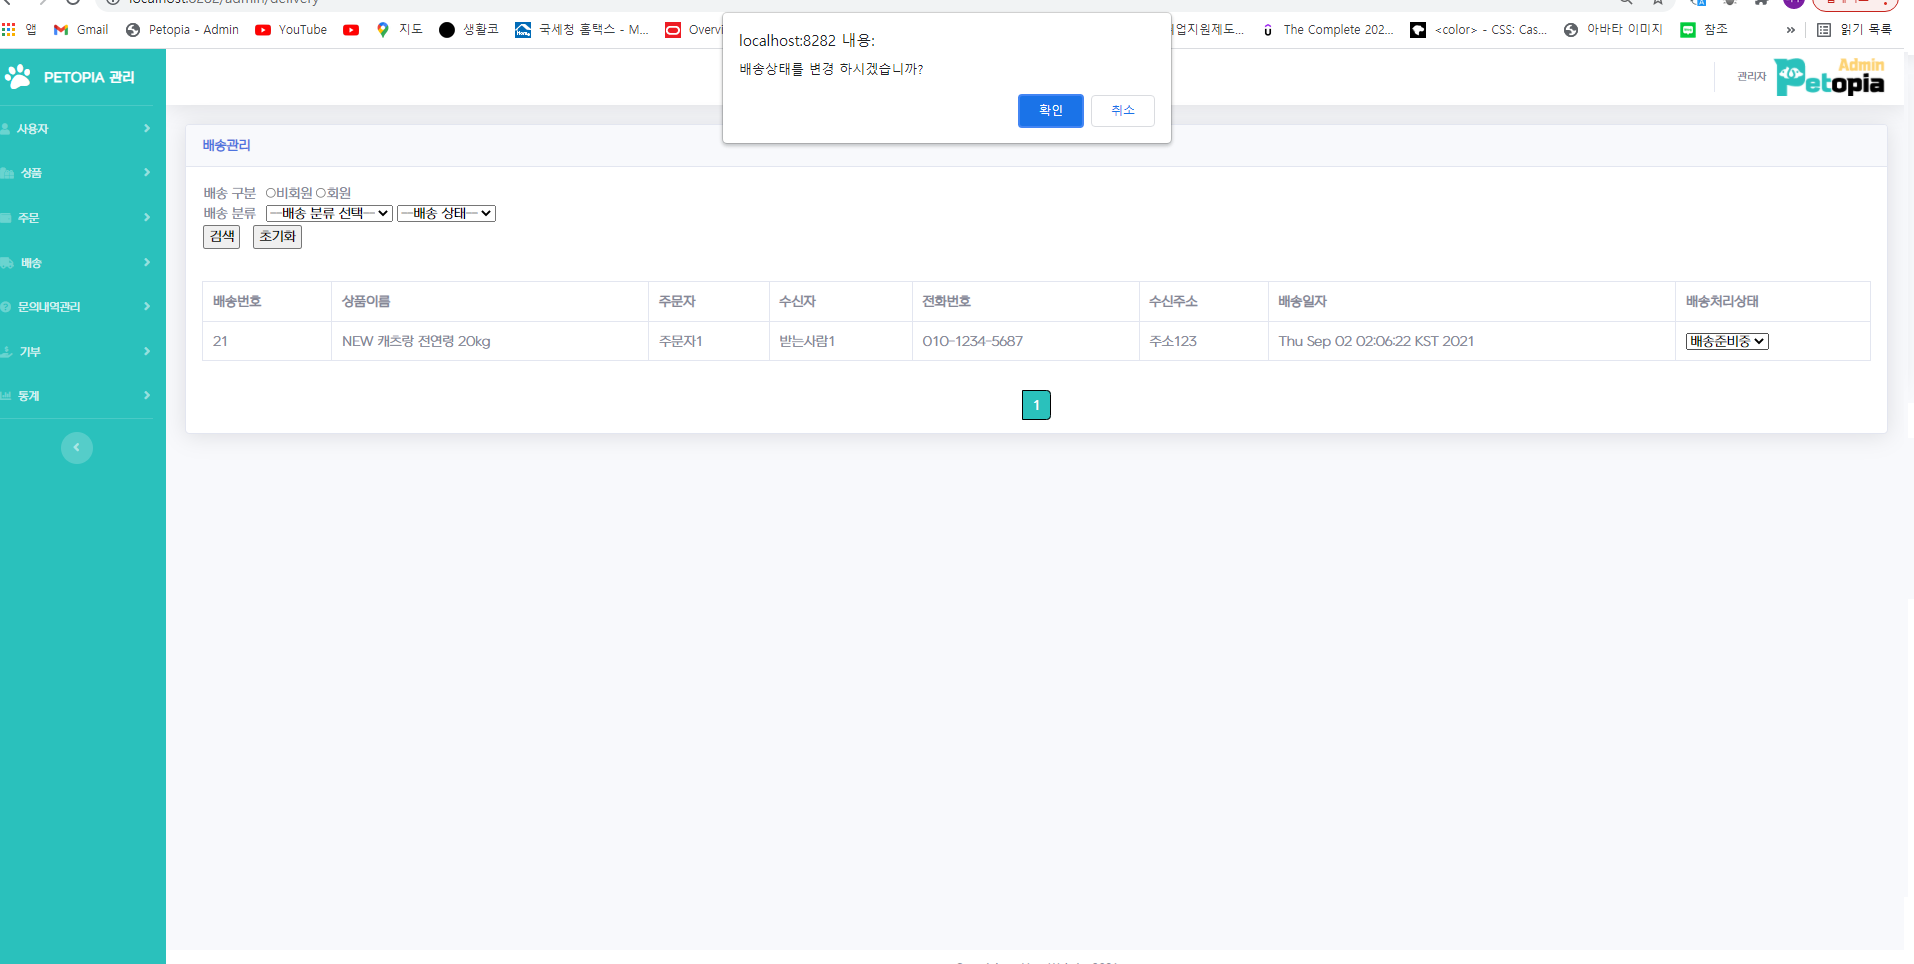 localhost:8282/admin/delivery
앱 Gmail Petopia - Admin YouTube 지도 생활코 국세청 홈택스 - M... Overvi 업지원제도... The Complete 202... <color> - CSS: Cas... 아바타 이미지 참조 » 읽기 목록
localhost:8282 내용:
배송상태를 변경 하시겠습니까?
확인 취소
PETOPIA 관리
관리자
Admin
Petopia
사용자
상품
주문
배송
문의내역관리
기부
통계
배송관리
배송 구분 비회원 회원
배송 분류 ---배송 분류 선택--- ---배송 상태---
검색 초기화
배송번호 상품이름 주문자 수신자 전화번호 수신주소 배송일자 배송처리상태
21 NEW 캐츠랑 전연령 20kg 주문자1 받는사람1 010-1234-5687 주소123 Thu Sep 02 02:06:22 KST 2021 배송준비중
1